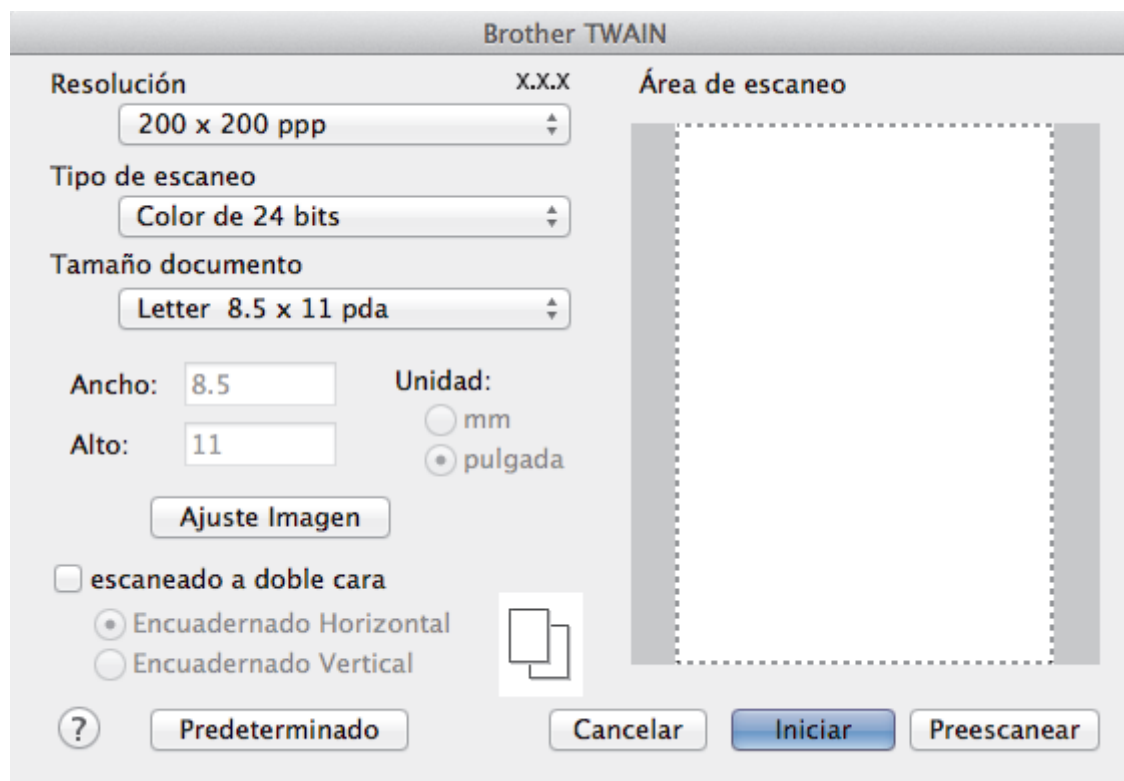 Brother TWAIN
Resolución X.X.X
200 x 200 ppp
Tipo de escaneo
Color de 24 bits
Tamaño documento
Letter 8.5 x 11 pda
Ancho: 8.5
Unidad:
mm
Alto: 11
pulgada
Ajuste Imagen
escaneado a doble cara
Encuadernado Horizontal
Encuadernado Vertical
Área de escaneo
?
Predeterminado
Cancelar
Iniciar
Preescanear